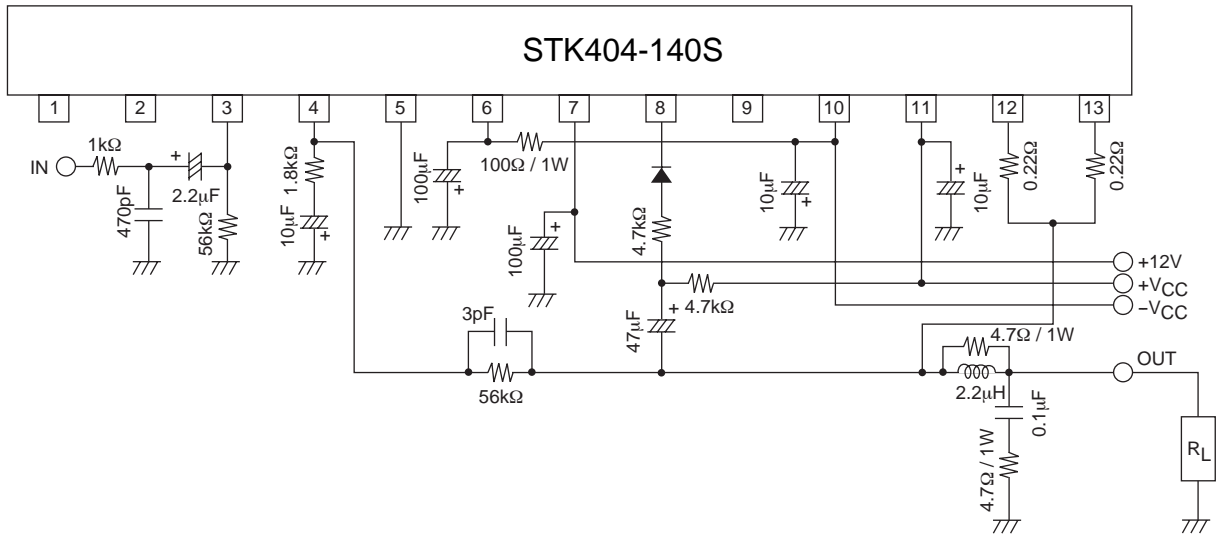 STK404-140S
1 2 3 4 5 6 7 8 9 10 11 12 13
IN
1kΩ
470pF
+
2.2µF
56kΩ
1.8kΩ
10µF
+
100µF
+
100Ω / 1W
100µF
+
4.7kΩ
4.7kΩ
+
47µF
10µF
+
10µF
+
0.22Ω
0.22Ω
+12V
+VCC
−VCC
3pF
56kΩ
4.7Ω / 1W
2.2µH
OUT
0.1µF
4.7Ω / 1W
RL